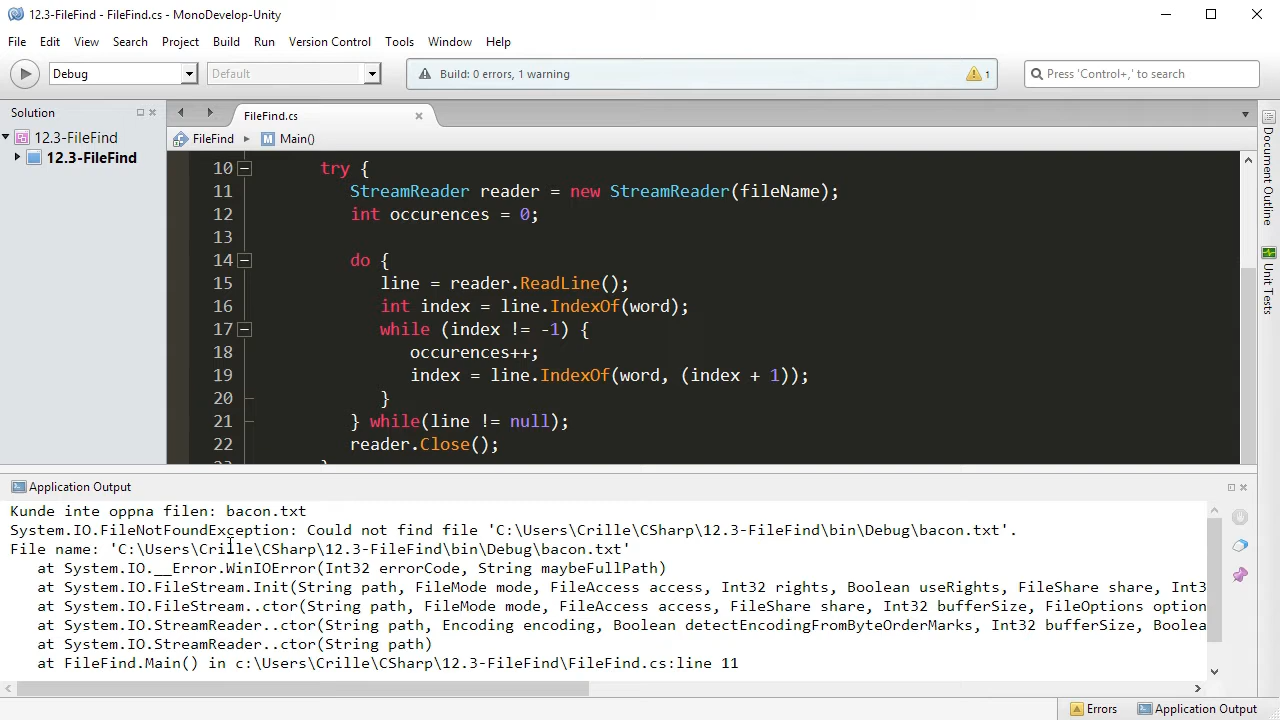 12.3-FileFind - FileFind.cs - MonoDevelop-Unity
File Edit View Search Project Build Run Version Control Tools Window Help
Debug Default Build: 0 errors, 1 warning 1 Press 'Control+,' to search
Solution FileFind.cs
12.3-FileFind FileFind Main()
12.3-FileFind
10 try {
11 StreamReader reader = new StreamReader(fileName);
12 int occurences = 0;
13
14 do {
15 line = reader.ReadLine();
16 int index = line.IndexOf(word);
17 while (index != -1) {
18 occurences++;
19 index = line.IndexOf(word, (index + 1));
20 }
21 } while(line != null);
22 reader.Close();
Document Outline
Unit Tests
Application Output
Kunde inte oppna filen: bacon.txt
System.IO.FileNotFoundException: Could not find file 'C:\Users\Crille\CSharp\12.3-FileFind\bin\Debug\bacon.txt'.
File name: 'C:\Users\Crille\CSharp\12.3-FileFind\bin\Debug\bacon.txt'
at System.IO.__Error.WinIOError(Int32 errorCode, String maybeFullPath)
at System.IO.FileStream.Init(String path, FileMode mode, FileAccess access, Int32 rights, Boolean useRights, FileShare share, Int3
at System.IO.FileStream..ctor(String path, FileMode mode, FileAccess access, FileShare share, Int32 bufferSize, FileOptions option
at System.IO.StreamReader..ctor(String path, Encoding encoding, Boolean detectEncodingFromByteOrderMarks, Int32 bufferSize, Boolea
at System.IO.StreamReader..ctor(String path)
at FileFind.Main() in c:\Users\Crille\CSharp\12.3-FileFind\FileFind.cs:line 11
Errors Application Output